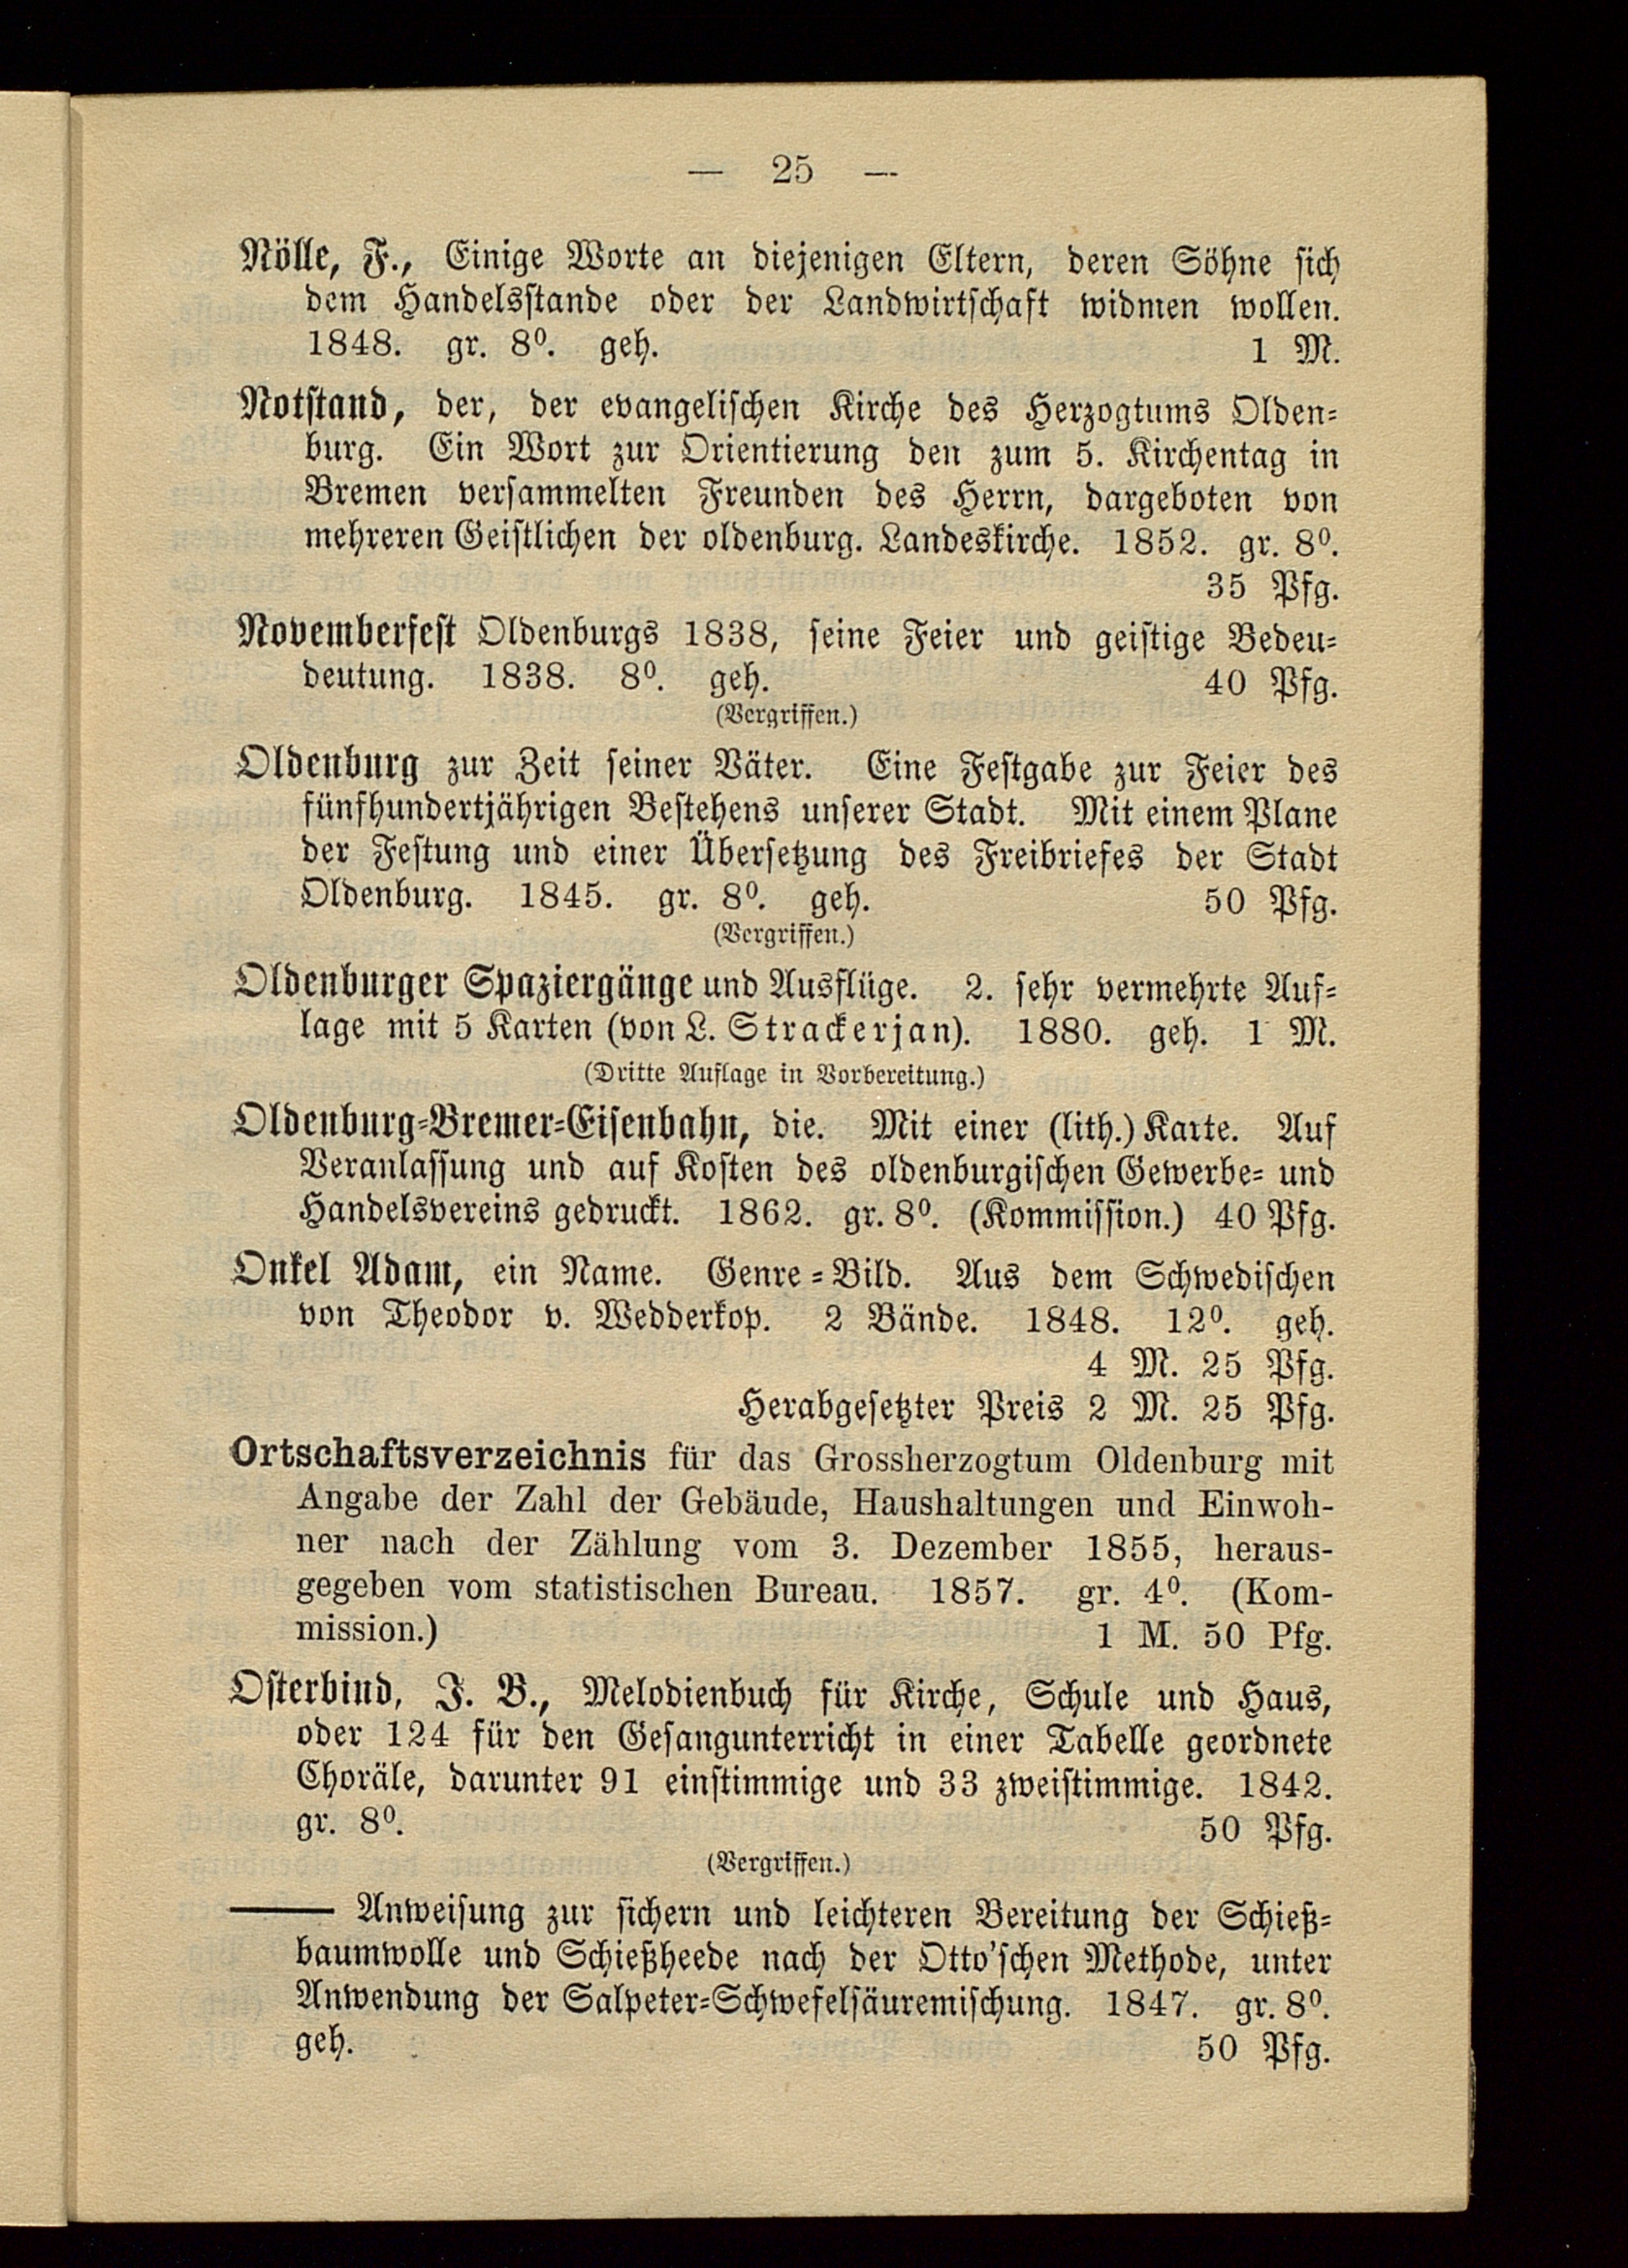 — 25 —
Nölle, F., Einige Worte an diejenigen Eltern, deren Söhne sich
dem Handelsstande oder der Landwirtschaft widmen wollen.
1848. gr. 8⁰. geh. 1 M.
Notstand, der, der evangelischen Kirche des Herzogtums Olden-
burg. Ein Wort zur Orientierung den zum 5. Kirchentag in
Bremen versammelten Freunden des Herrn, dargeboten von
mehreren Geistlichen der oldenburg. Landeskirche. 1852. gr. 8⁰.
35 Pfg.
Novemberfest Oldenburgs 1838, seine Feier und geistige Bedeu-
deutung. 1838. 8⁰. geh. 40 Pfg.
(Vergriffen.)
Oldenburg zur Zeit seiner Väter. Eine Festgabe zur Feier des
fünfhundertjährigen Bestehens unserer Stadt. Mit einem Plane
der Festung und einer Übersetzung des Freibriefes der Stadt
Oldenburg. 1845. gr. 8⁰. geh. 50 Pfg.
(Vergriffen.)
Oldenburger Spaziergänge und Ausflüge. 2. sehr vermehrte Auf-
lage mit 5 Karten (von L. Strackerjan). 1880. geh. 1 M.
(Dritte Auflage in Vorbereitung.)
Oldenburg-Bremer-Eisenbahn, die. Mit einer (lith.) Karte. Auf
Veranlassung und auf Kosten des oldenburgischen Gewerbe- und
Handelsvereins gedruckt. 1862. gr. 8⁰. (Kommission.) 40 Pfg.
Onkel Adam, ein Name. Genre-Bild. Aus dem Schwedischen
von Theodor v. Wedderkop. 2 Bände. 1848. 12⁰. geh.
4 M. 25 Pfg.
Herabgesetzter Preis 2 M. 25 Pfg.
Ortschaftsverzeichnis für das Grossherzogtum Oldenburg mit
Angabe der Zahl der Gebäude, Haushaltungen und Einwoh-
ner nach der Zählung vom 3. Dezember 1855, heraus-
gegeben vom statistischen Bureau. 1857. gr. 4⁰. (Kom-
mission.) 1 M. 50 Pfg.
Osterbind, J. B., Melodienbuch für Kirche, Schule und Haus,
oder 124 für den Gesangunterricht in einer Tabelle geordnete
Choräle, darunter 91 einstimmige und 33 zweistimmige. 1842.
gr. 8⁰. 50 Pfg.
(Vergriffen.)
—— Anweisung zur sichern und leichteren Bereitung der Schieß-
baumwolle und Schießheede nach der Otto'schen Methode, unter
Anwendung der Salpeter-Schwefelsäuremischung. 1847. gr. 8⁰.
geh. 50 Pfg.